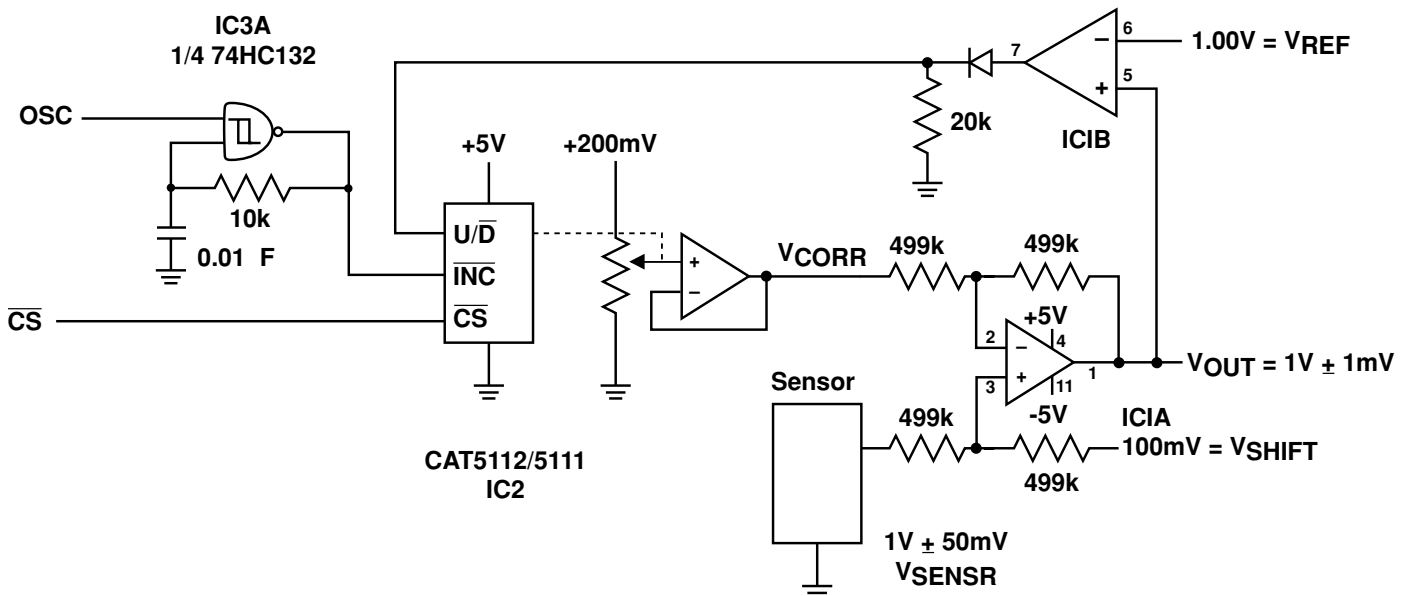 IC3A
1/4 74HC132
OSC
10k
0.01 F
CS
+5V
U/D
INC
CS
+200mV
+
–
CAT5112/5111
IC2
7
–
6
+
5
1.00V = VREF
20k
ICIB
VCORR
499k
499k
+5V
2
–
4
3
+
11
1
-5V
VOUT = 1V ± 1mV
Sensor
499k
ICIA
100mV = VSHIFT
499k
1V ± 50mV
VSENSR